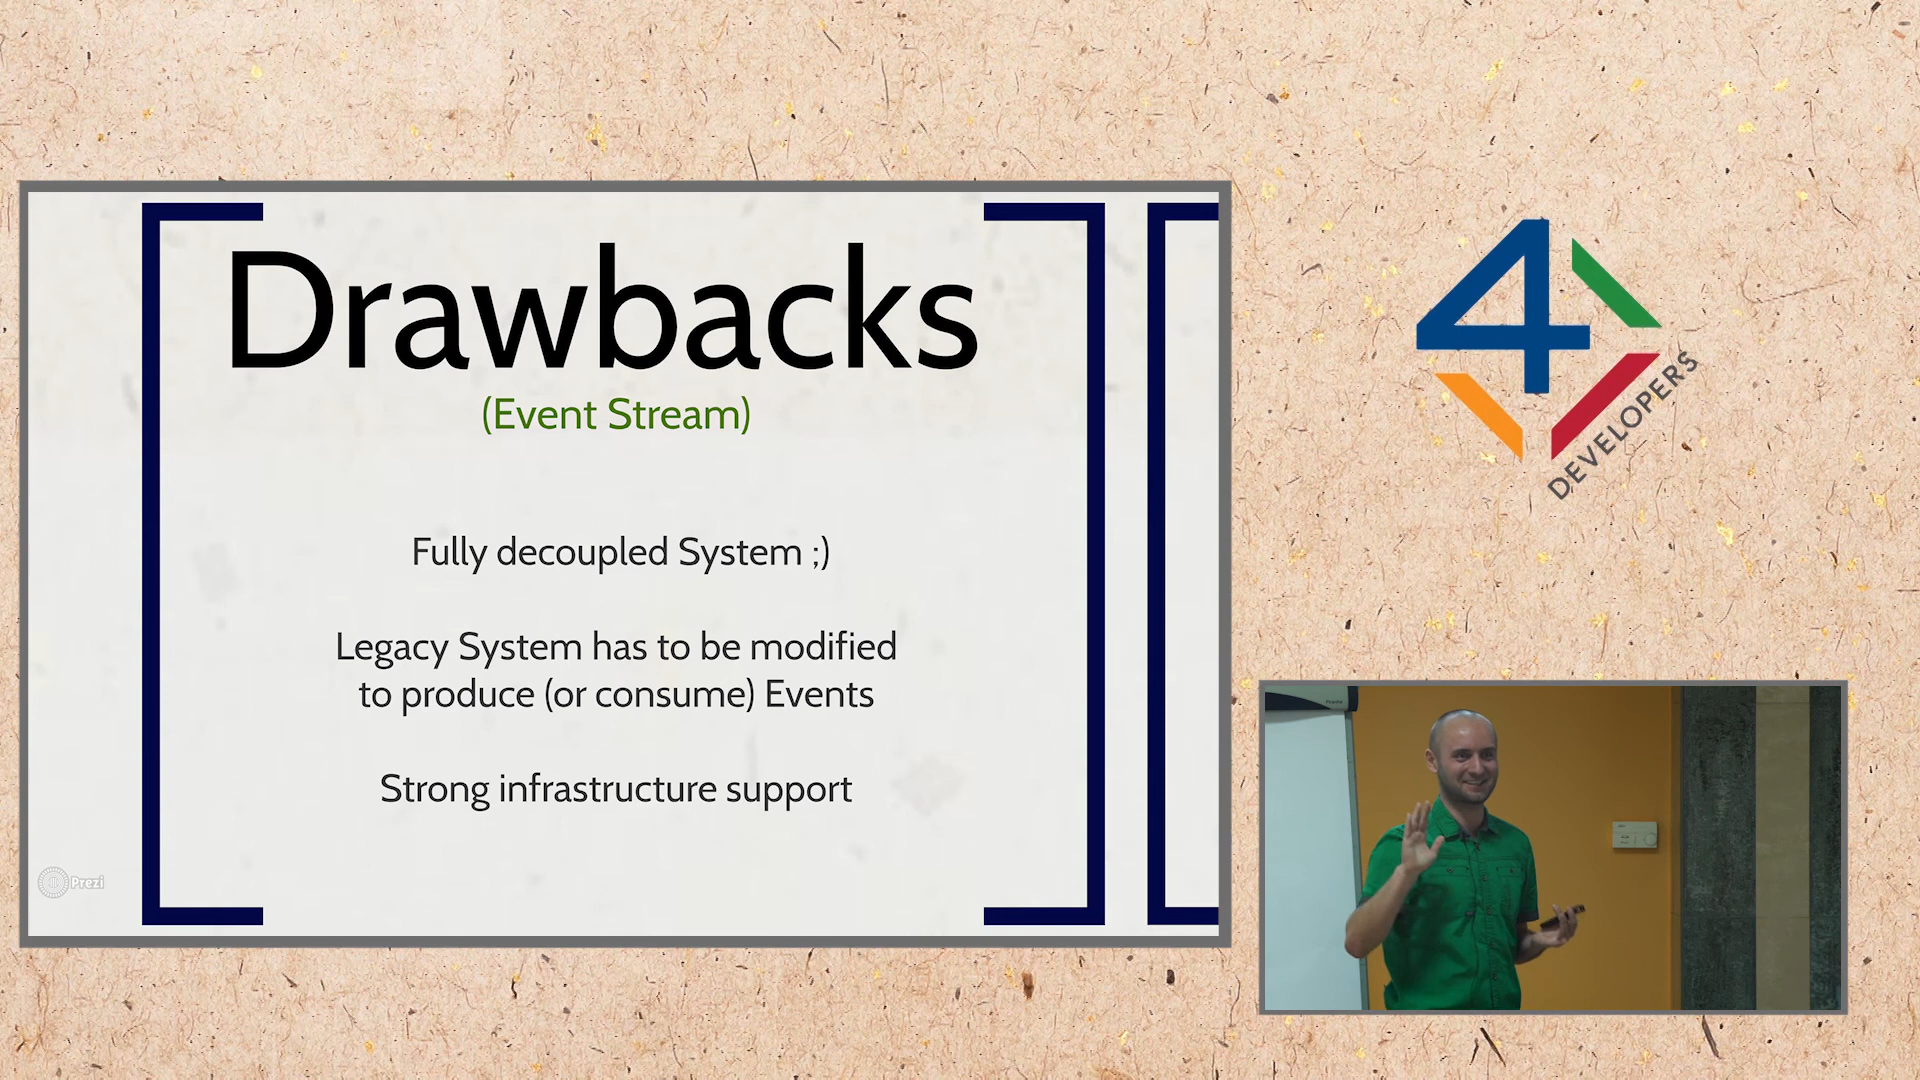 Drawbacks
(Event Stream)
Fully decoupled System ;)
Legacy System has to be modified
to produce (or consume) Events
Strong infrastructure support
Prezi
4
DEVELOPERS